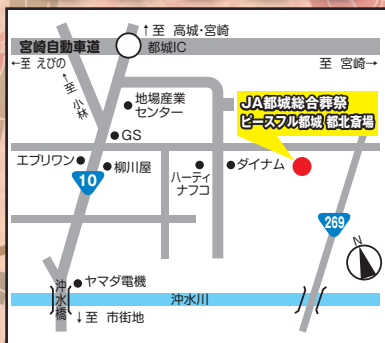 ↑至 高城・宮崎
宮崎自動車道
都城IC
←至 えびの
至 宮崎→
↑至 小林
地場産業
センター
JA都城総合葬祭
ピースフル都城 都北斎場
GS
エブリワン
柳川屋
ハーティ
ナフコ
ダイナム
10
269
N
ヤマダ電機
沖水橋
沖水川
↓至 市街地